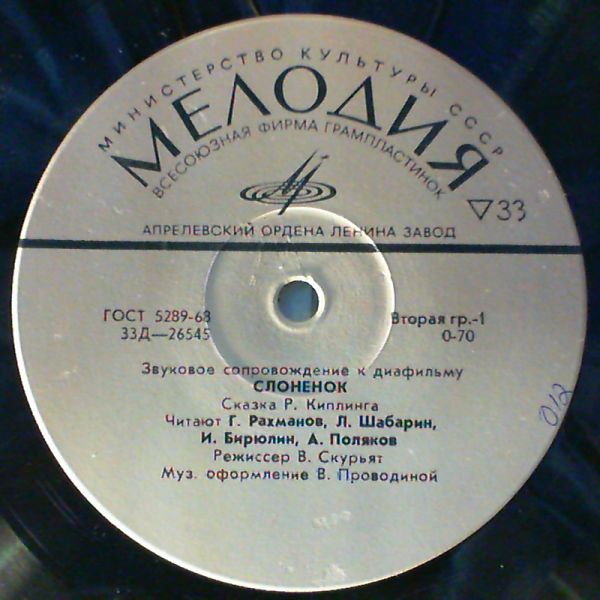 МИНИСТЕРСТВО КУЛЬТУРЫ СССР
МЕЛОДИЯ
ВСЕСОЮЗНАЯ ФИРМА ГРАМПЛАСТИНОК
▽33
АПРЕЛЕВСКИЙ ОРДЕНА ЛЕНИНА ЗАВОД
ГОСТ 5289-68 Вторая гр.-1
33Д—26545 0-70
Звуковое сопровождение к диафильму
СЛОНЕНОК
Сказка Р. Киплинга
Читают Г. Рахманов, Л. Шабарин,
И. Бирюлин, А. Поляков
Режиссер В. Скурьят
Муз. оформление В. Проводиной
012